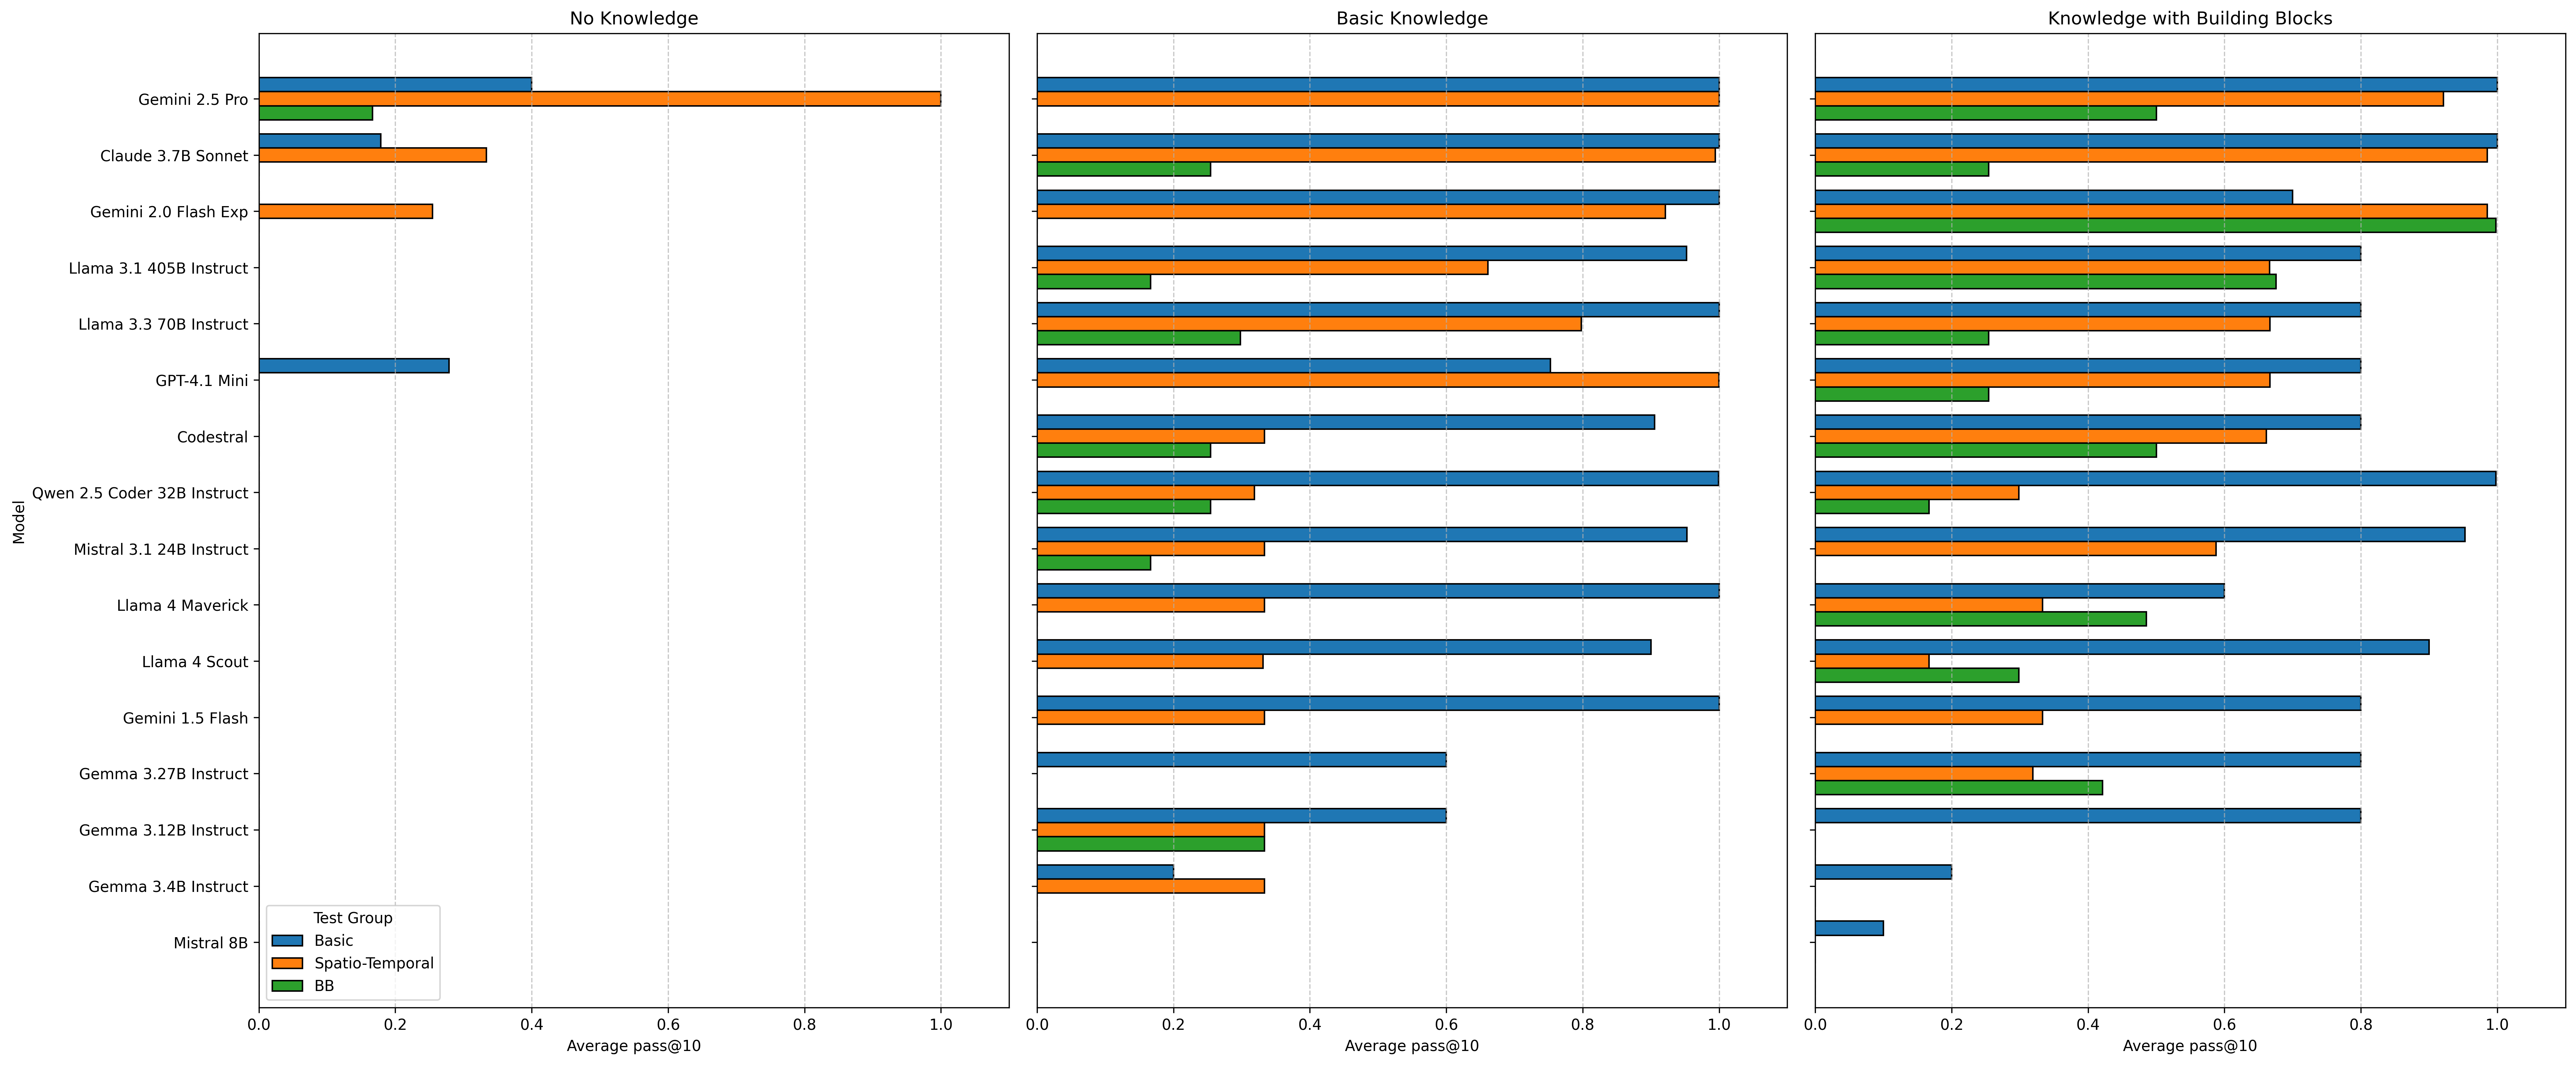 No Knowledge
Basic Knowledge
Knowledge with Building Blocks
Model
Gemini 2.5 Pro
Claude 3.7B Sonnet
Gemini 2.0 Flash Exp
Llama 3.1 405B Instruct
Llama 3.3 70B Instruct
GPT-4.1 Mini
Codestral
Qwen 2.5 Coder 32B Instruct
Mistral 3.1 24B Instruct
Llama 4 Maverick
Llama 4 Scout
Gemini 1.5 Flash
Gemma 3.27B Instruct
Gemma 3.12B Instruct
Gemma 3.4B Instruct
Mistral 8B
Test Group
Basic
Spatio-Temporal
BB
0.0 0.2 0.4 0.6 0.8 1.0
Average pass@10
0.0 0.2 0.4 0.6 0.8 1.0
Average pass@10
0.0 0.2 0.4 0.6 0.8 1.0
Average pass@10